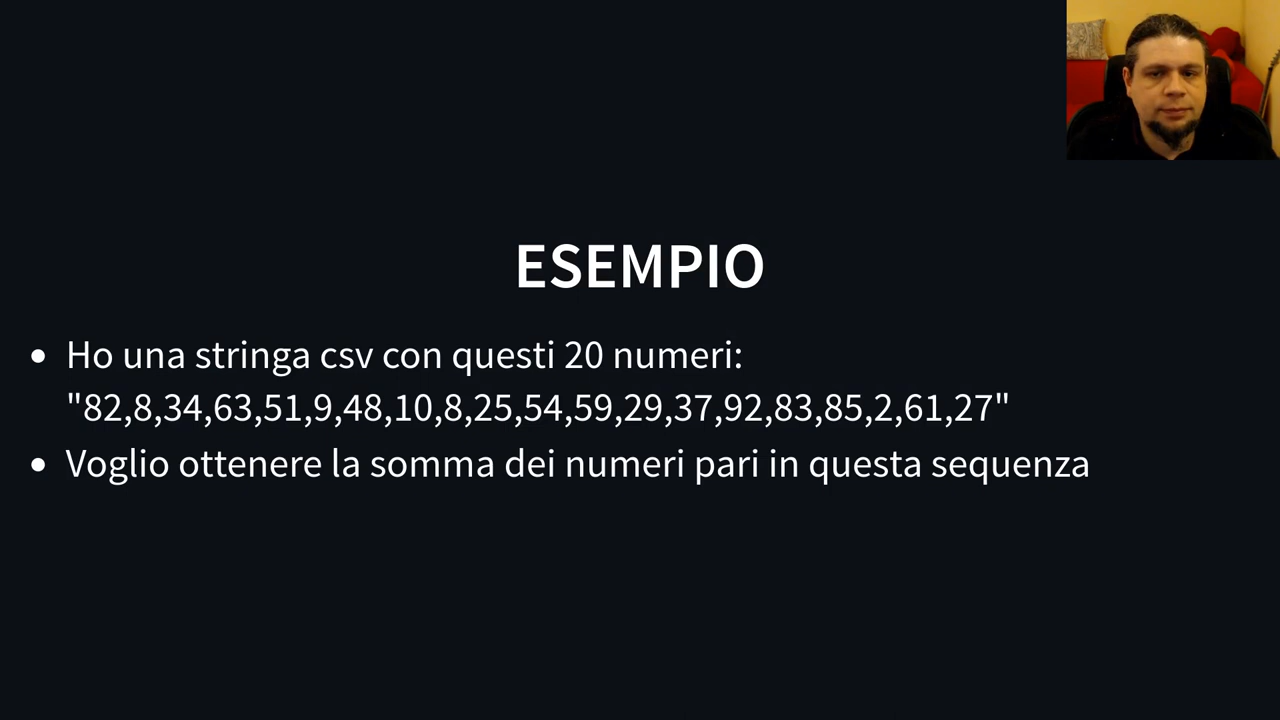 ESEMPIO
Ho una stringa csv con questi 20 numeri:
"82,8,34,63,51,9,48,10,8,25,54,59,29,37,92,83,85,2,61,27"
Voglio ottenere la somma dei numeri pari in questa sequenza